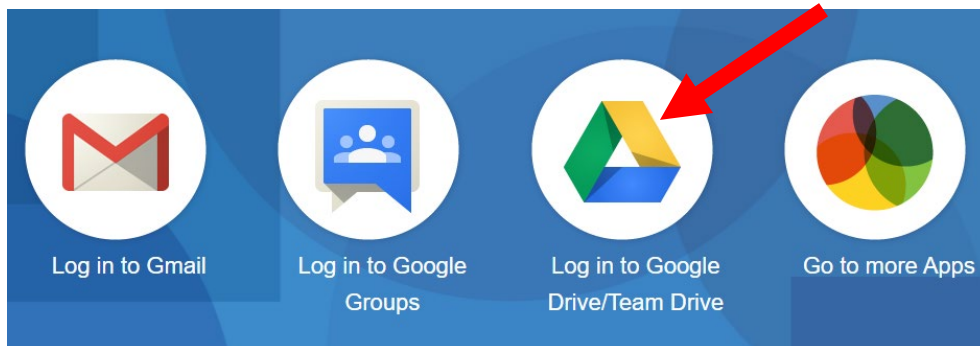 Log in to Gmail
Log in to Google
Groups
Log in to Google
Drive/Team Drive
Go to more Apps